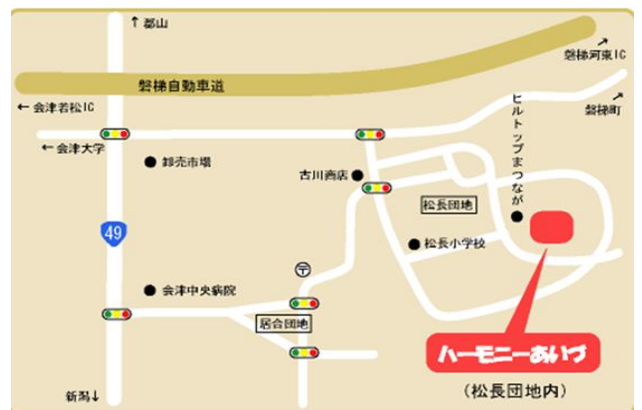 ↑郡山
磐梯自動車道
磐梯河東IC
←会津若松IC
磐梯町
←会津大学
卸売市場
ヒルトップまつなが
古川商店
松長団地
49
松長小学校
〒
会津中央病院
居合団地
ハーモニーあいづ
(松長団地内)
新潟↓